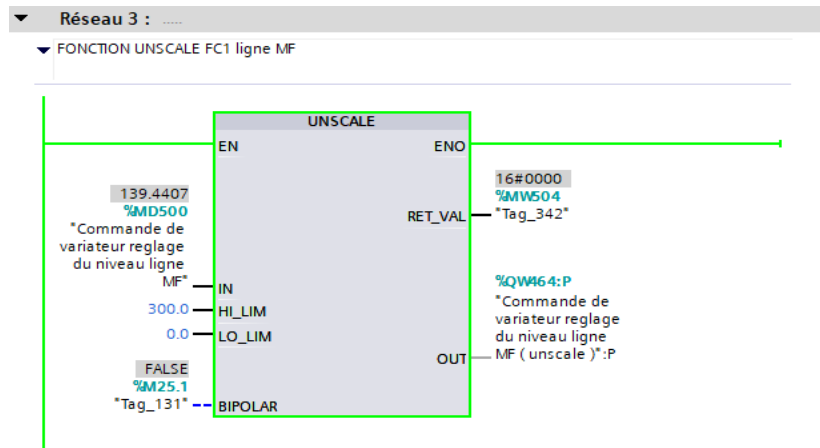 Réseau 3 : .....
FONCTION UNSCALE FC1 ligne MF
UNSCALE
EN
ENO
139.4407
%MD500
"Commande de
variateur reglage
du niveau ligne
MF"
IN
300.0
HI_LIM
0.0
LO_LIM
FALSE
%M25.1
"Tag_131"
BIPOLAR
16#0000
%MW504
RET_VAL
"Tag_342"
%QW464:P
"Commande de
variateur reglage
du niveau ligne
MF ( unscale )":P
OUT